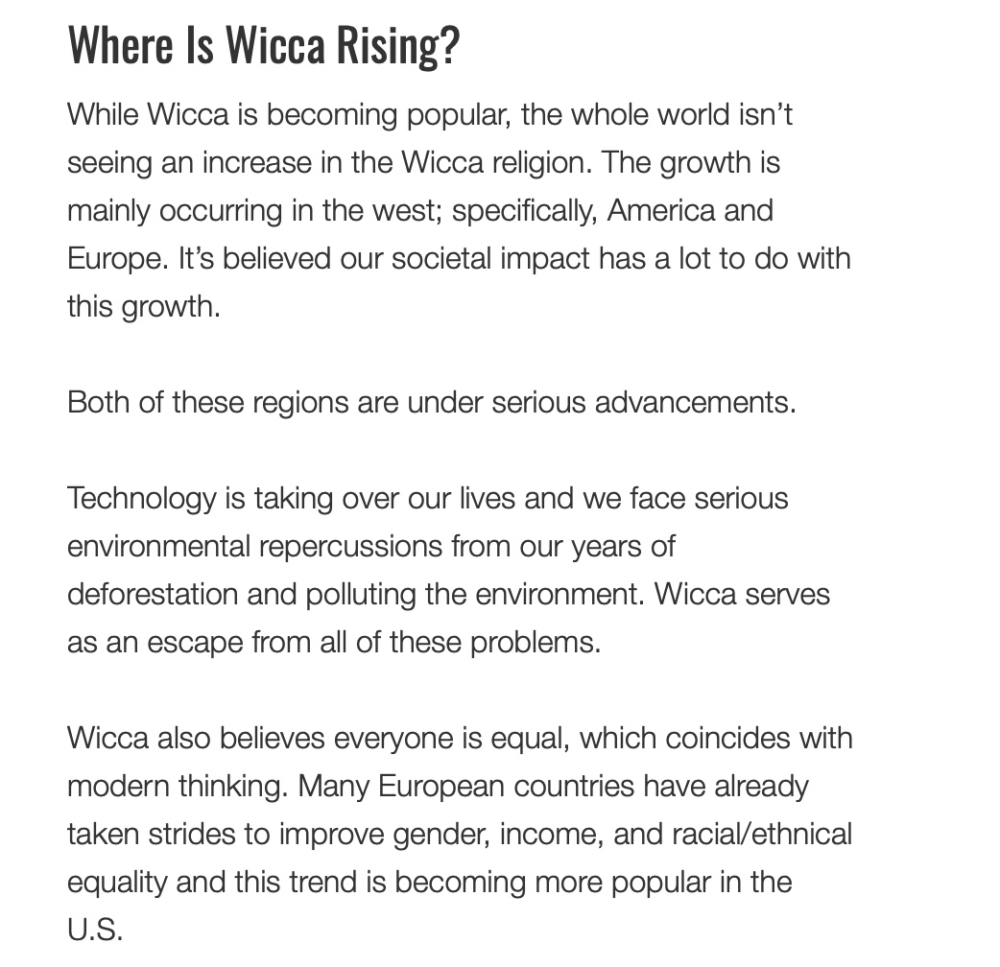 Where Is Wicca Rising?
While Wicca is becoming popular, the whole world isn’t
seeing an increase in the Wicca religion. The growth is
mainly occurring in the west; specifically, America and
Europe. It’s believed our societal impact has a lot to do with
this growth.
Both of these regions are under serious advancements.
Technology is taking over our lives and we face serious
environmental repercussions from our years of
deforestation and polluting the environment. Wicca serves
as an escape from all of these problems.
Wicca also believes everyone is equal, which coincides with
modern thinking. Many European countries have already
taken strides to improve gender, income, and racial/ethnical
equality and this trend is becoming more popular in the
U.S.